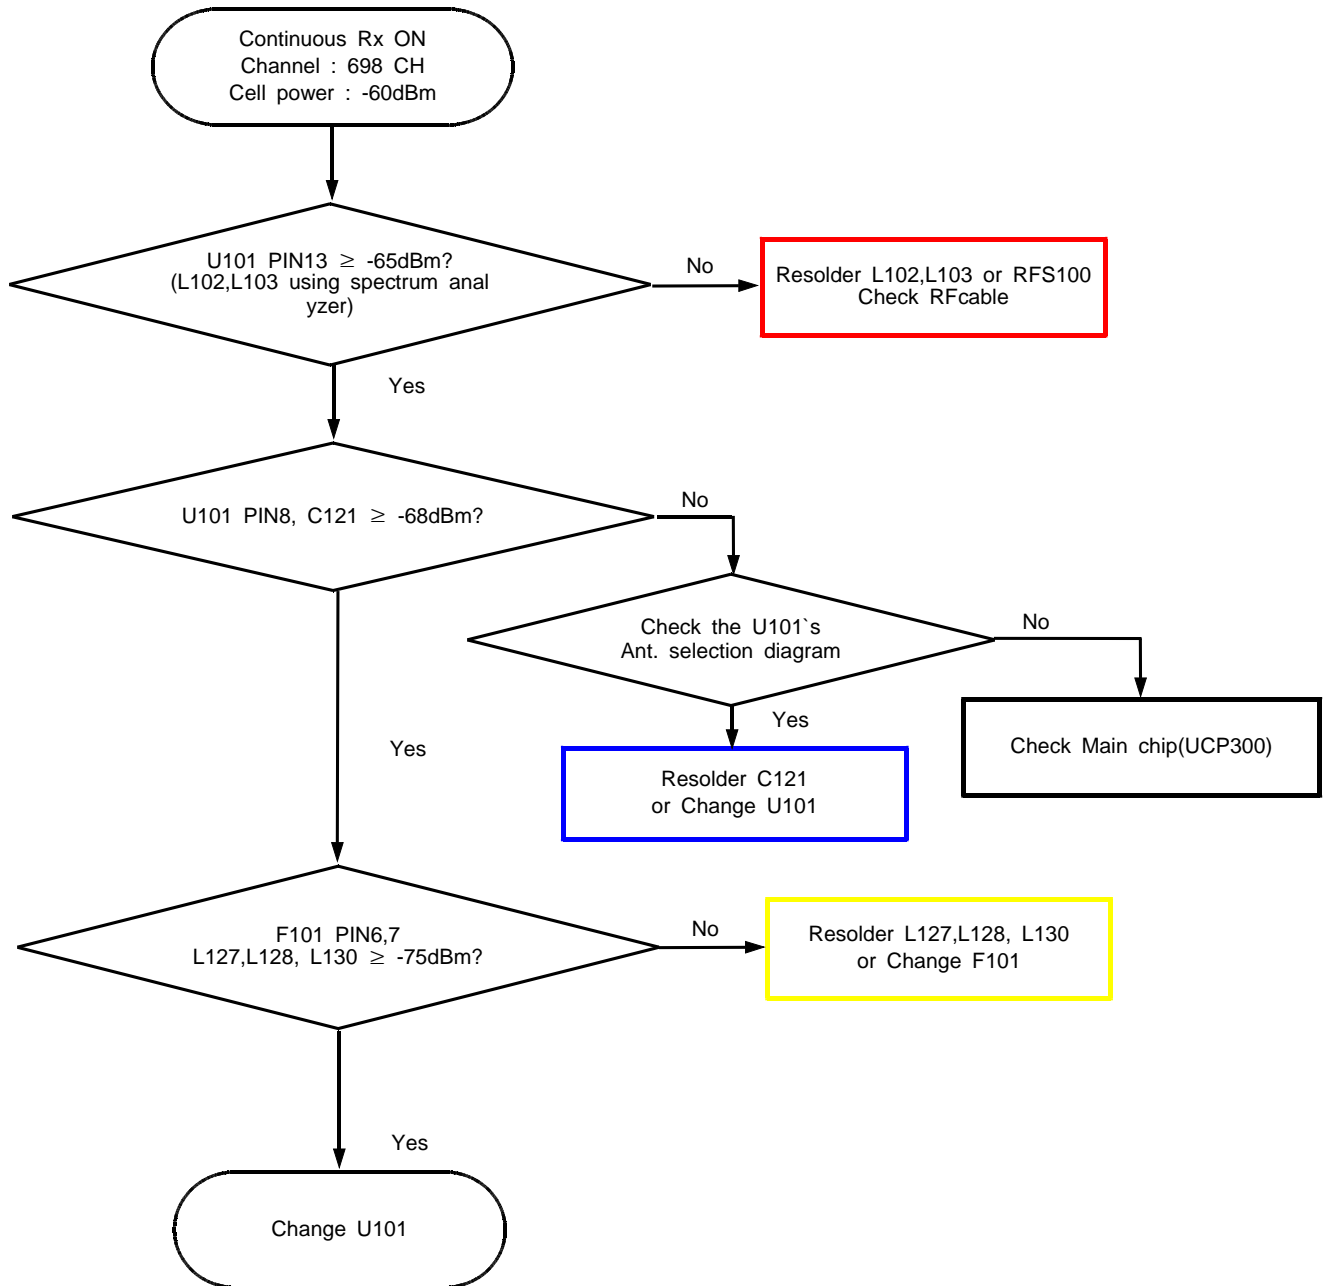 Continuous Rx ON
Channel : 698 CH
Cell power : -60dBm
U101 PIN13 ≥ -65dBm?
(L102,L103 using spectrum anal
yzer)
No
Resolder L102,L103 or RFS100
Check RFcable
Yes
U101 PIN8, C121 ≥ -68dBm?
No
Check the U101`s
Ant. selection diagram
No
Yes
Check Main chip(UCP300)
Yes
Resolder C121
or Change U101
F101 PIN6,7
L127,L128, L130 ≥ -75dBm?
No
Resolder L127,L128, L130
or Change F101
Yes
Change U101